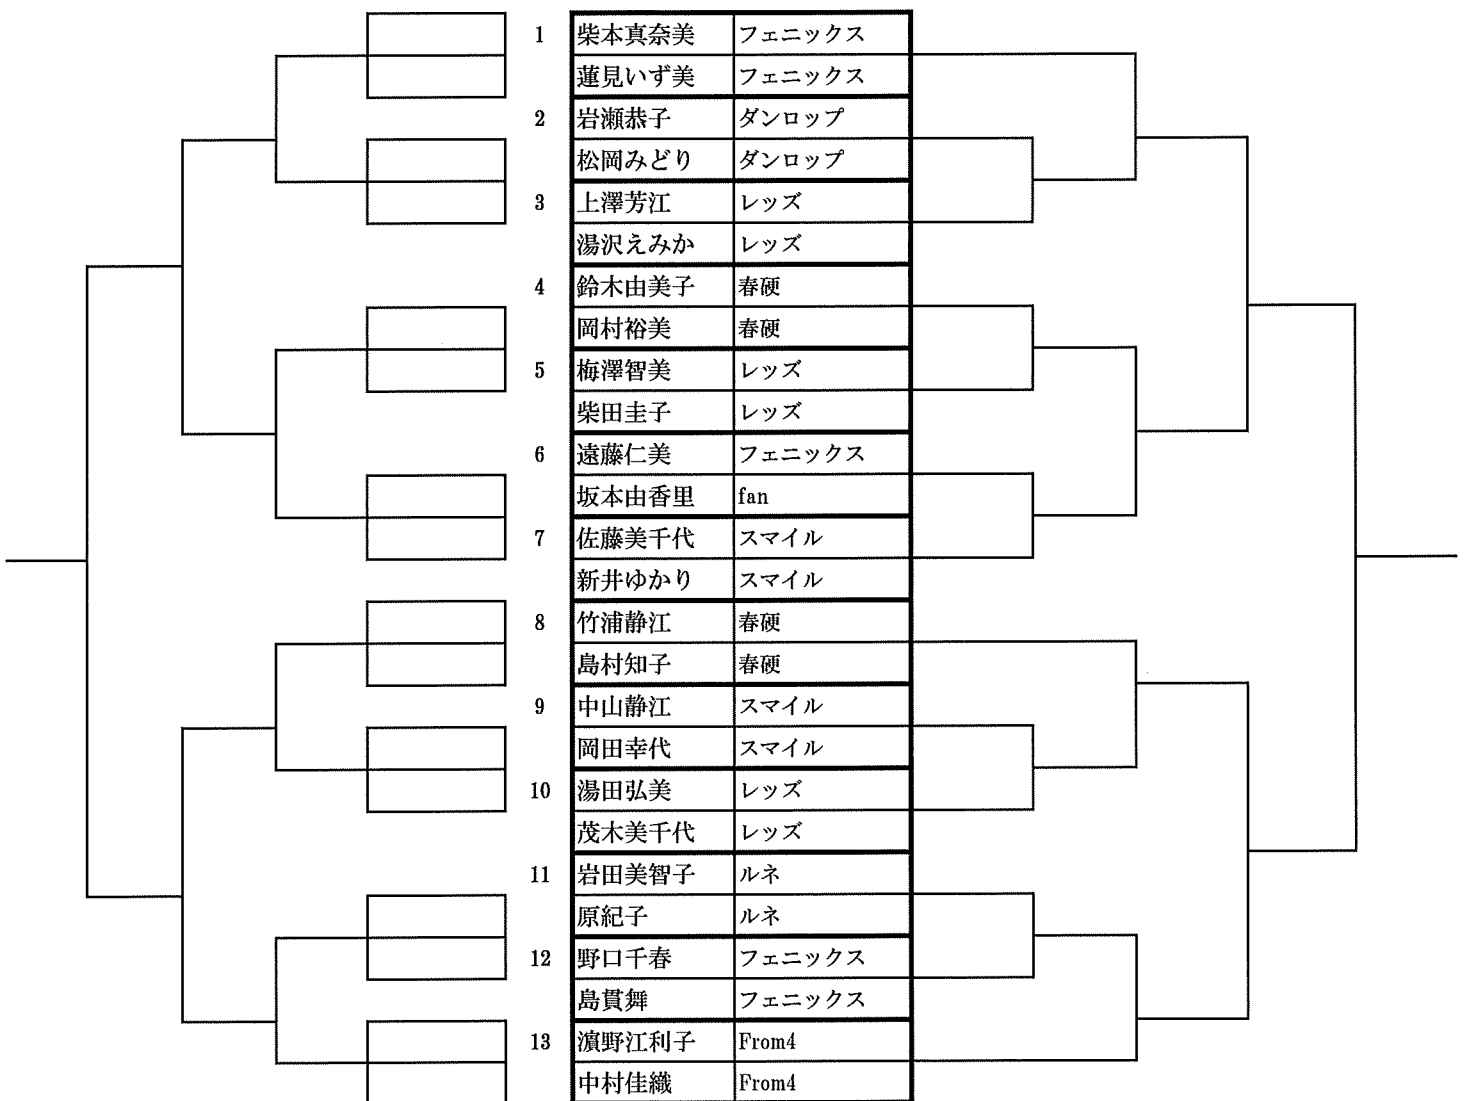 1 柴本真奈美 フェニックス
蓮見いず美 フェニックス
2 岩瀬恭子 ダンロップ
松岡みどり ダンロップ
3 上澤芳江 レッズ
湯沢えみか レッズ
4 鈴木由美子 春硬
岡村裕美 春硬
5 梅澤智美 レッズ
柴田圭子 レッズ
6 遠藤仁美 フェニックス
坂本由香里 fan
7 佐藤美千代 スマイル
新井ゆかり スマイル
8 竹浦静江 春硬
島村知子 春硬
9 中山静江 スマイル
岡田幸代 スマイル
10 湯田弘美 レッズ
茂木美千代 レッズ
11 岩田美智子 ルネ
原紀子 ルネ
12 野口千春 フェニックス
島貫舞 フェニックス
13 濱野江利子 From4
中村佳織 From4